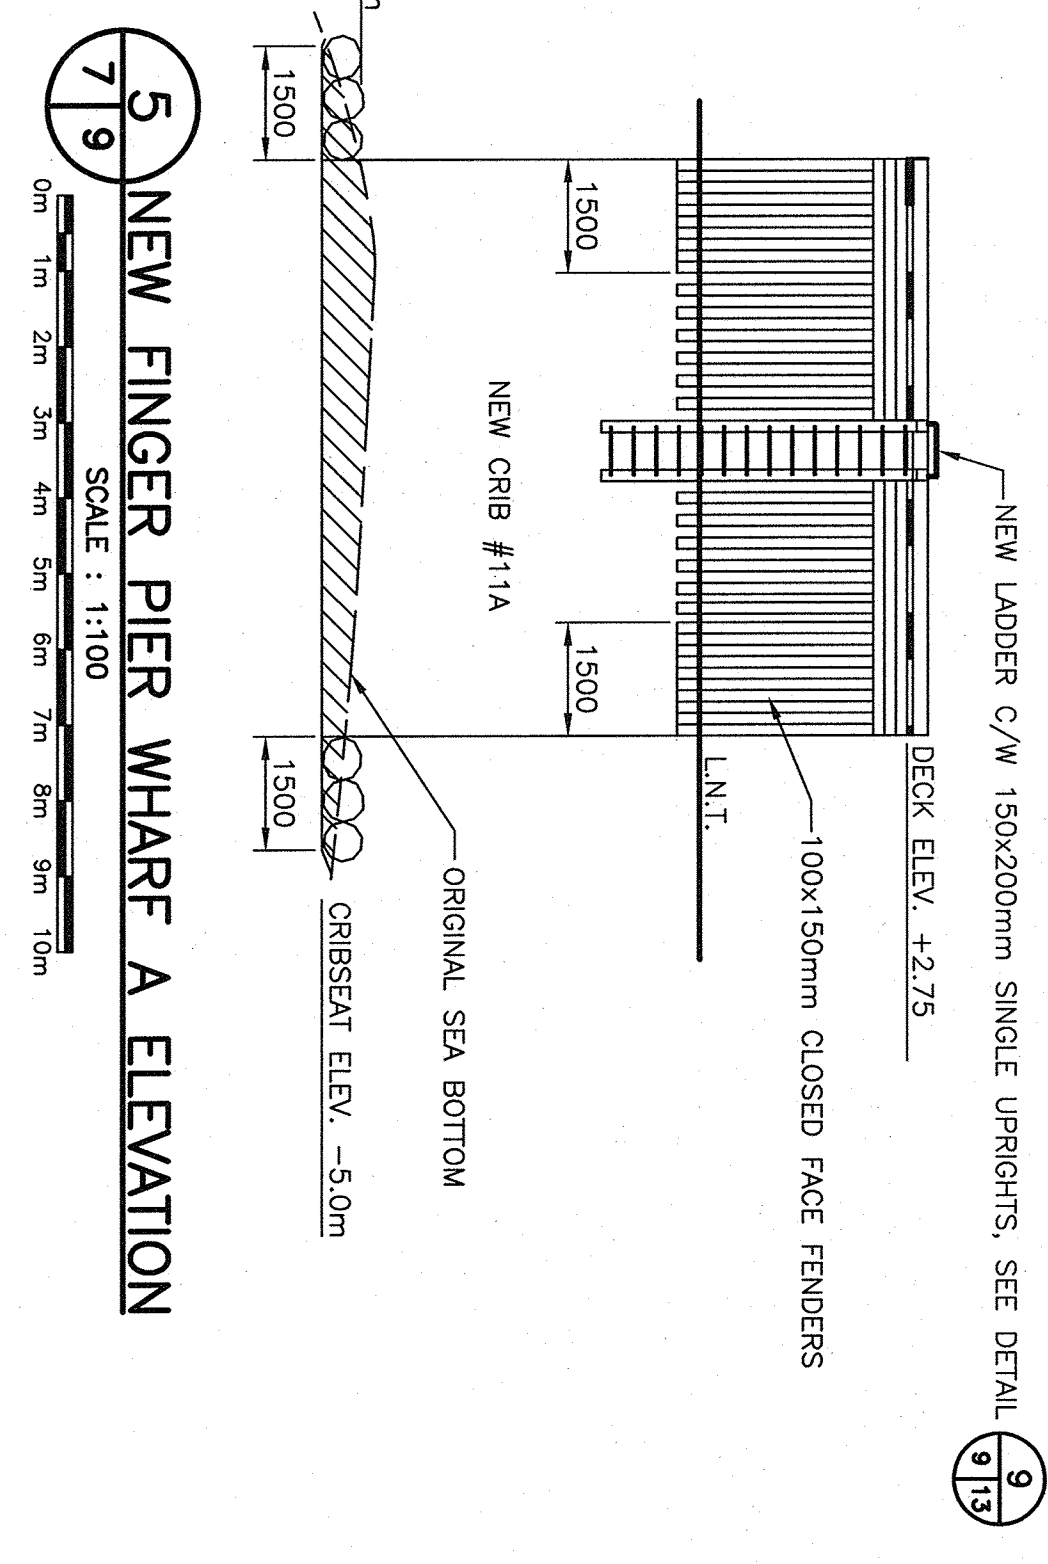 NEW LADDER C/W 150x200mm SINGLE UPRIGHTS, SEE DETAIL
9
9 13
DECK ELEV. +2.75
100x150mm CLOSED FACE FENDERS
L.N.T.
1500
1500
NEW CRIB #11A
ORIGINAL SEA BOTTOM
CRIBSEAT ELEV. -5.0m
1500
1500
5
7 9
NEW FINGER PIER WHARF A ELEVATION
SCALE : 1:100
0m 1m 2m 3m 4m 5m 6m 7m 8m 9m 10m